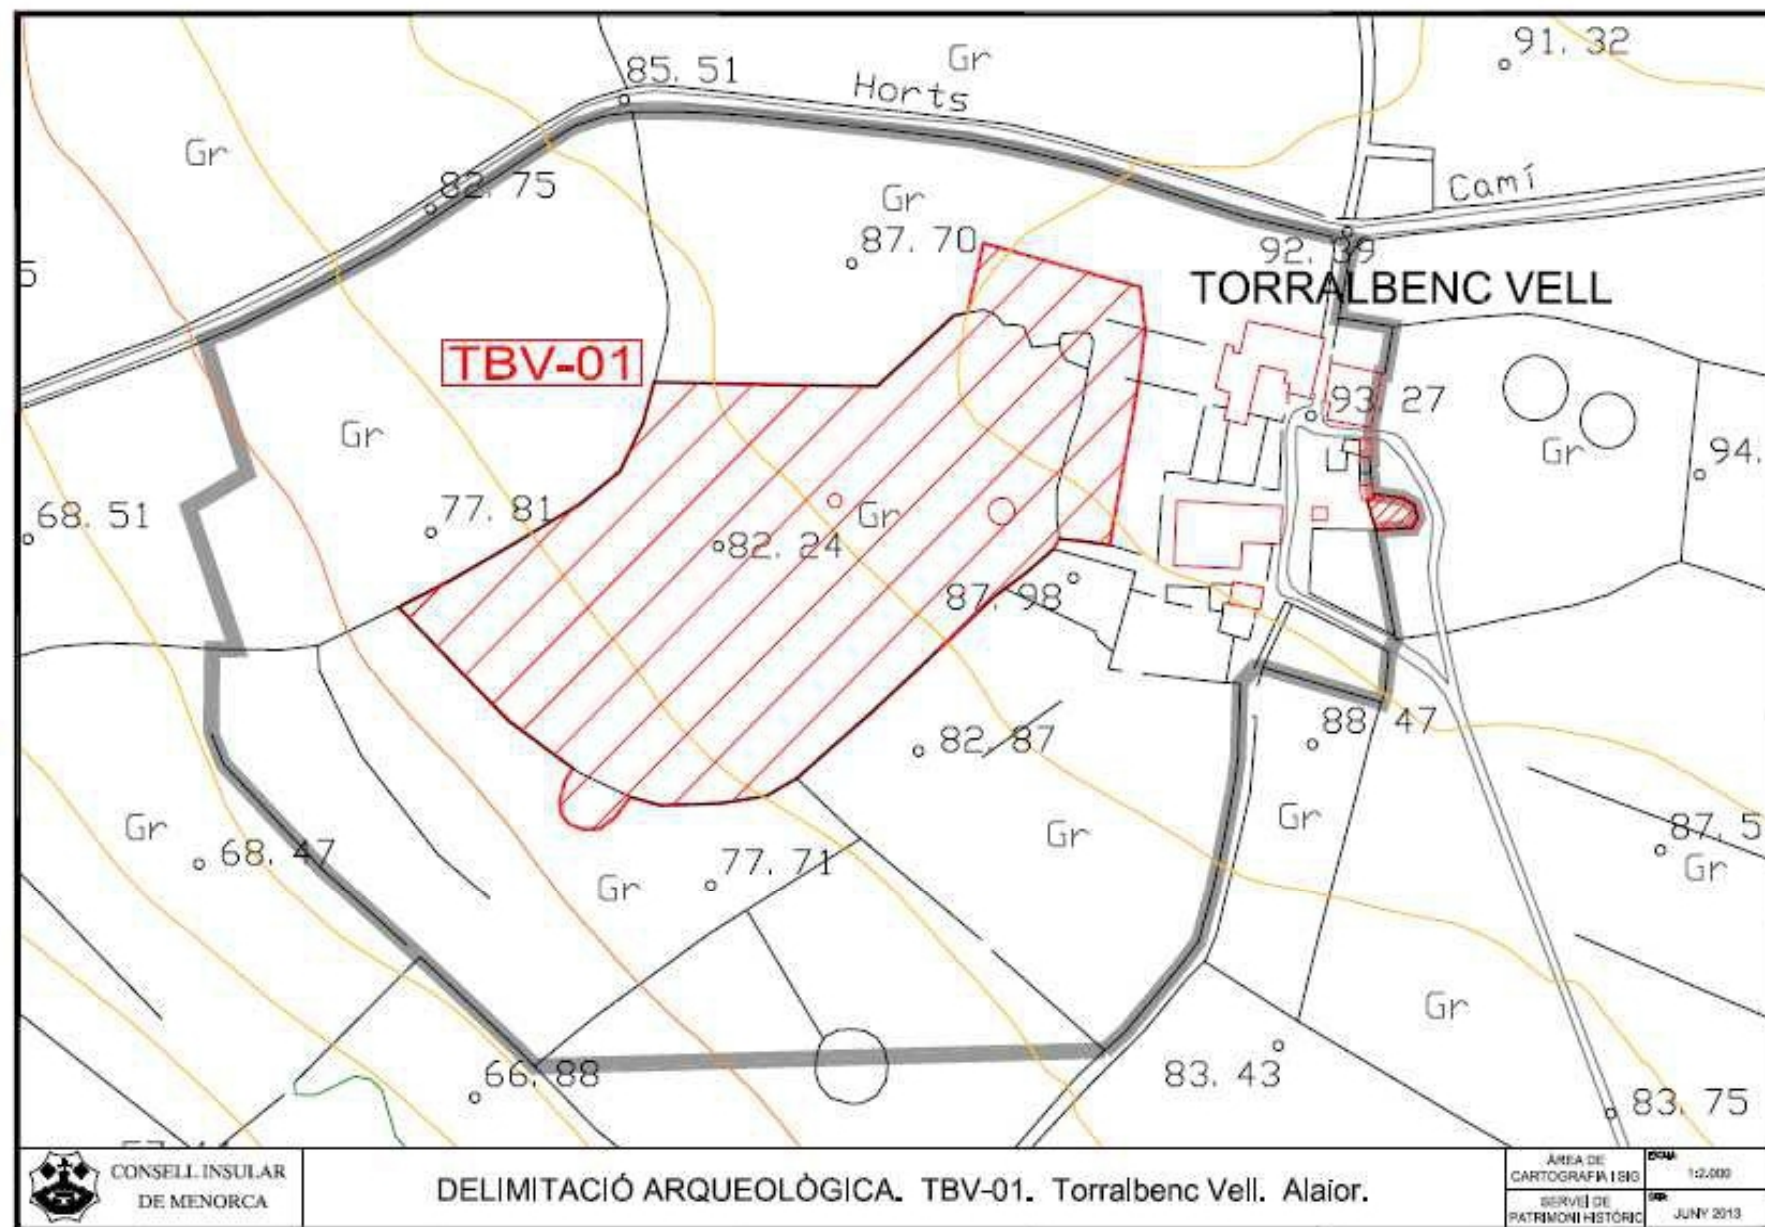 91. 32
Gr
85. 51
Horts
Gr
82. 75
Camí
Gr
87. 70
92. 39
5
TORRALBENC VELL
TBV-01
93. 27
Gr
Gr
94.
68. 51
77. 81
Gr
82. 24
87. 98
88. 47
82. 87
Gr
Gr
Gr
87. 5
68. 47
Gr
77. 71
Gr
Gr
66. 88
83. 43
83. 75
CONSELL INSULAR
DE MENORCA
DELIMITACIÓ ARQUEOLÒGICA. TBV-01. Torralbenc Vell. Alaior.
ÀREA DE
CARTOGRAFIA I SIG
1:2.000
SERVEI DE
PATRIMONI HISTÒRIC
JUNY 2013